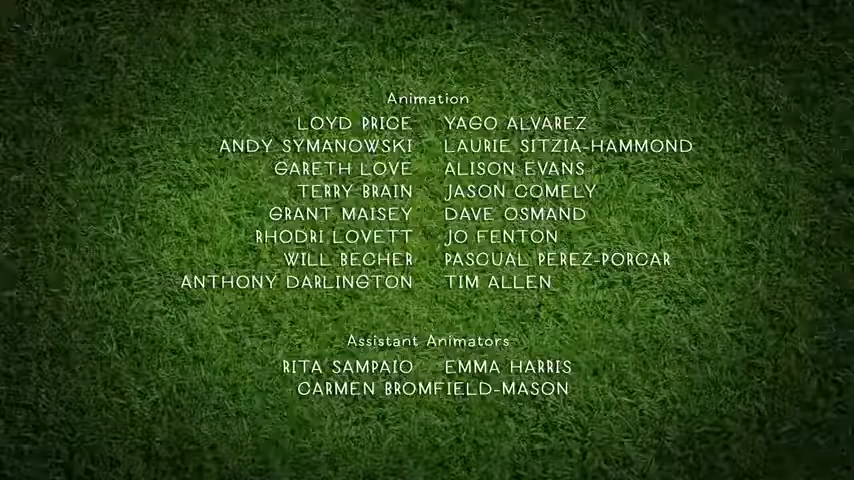 Animation
LOYD PRICE YAGO ALVAREZ
ANDY SYMANOWSKI LAURIE SITZIA-HAMMOND
GARETH LOVE ALISON EVANS
TERRY BRAIN JASON COMELY
GRANT MAISEY DAVE OSMAND
RHODRI LOVETT JO FENTON
WILL BECHER PASCUAL PEREZ-PORCAR
ANTHONY DARLINGTON TIM ALLEN
Assistant Animators
RITA SAMPAIO EMMA HARRIS
CARMEN BROMFIELD-MASON